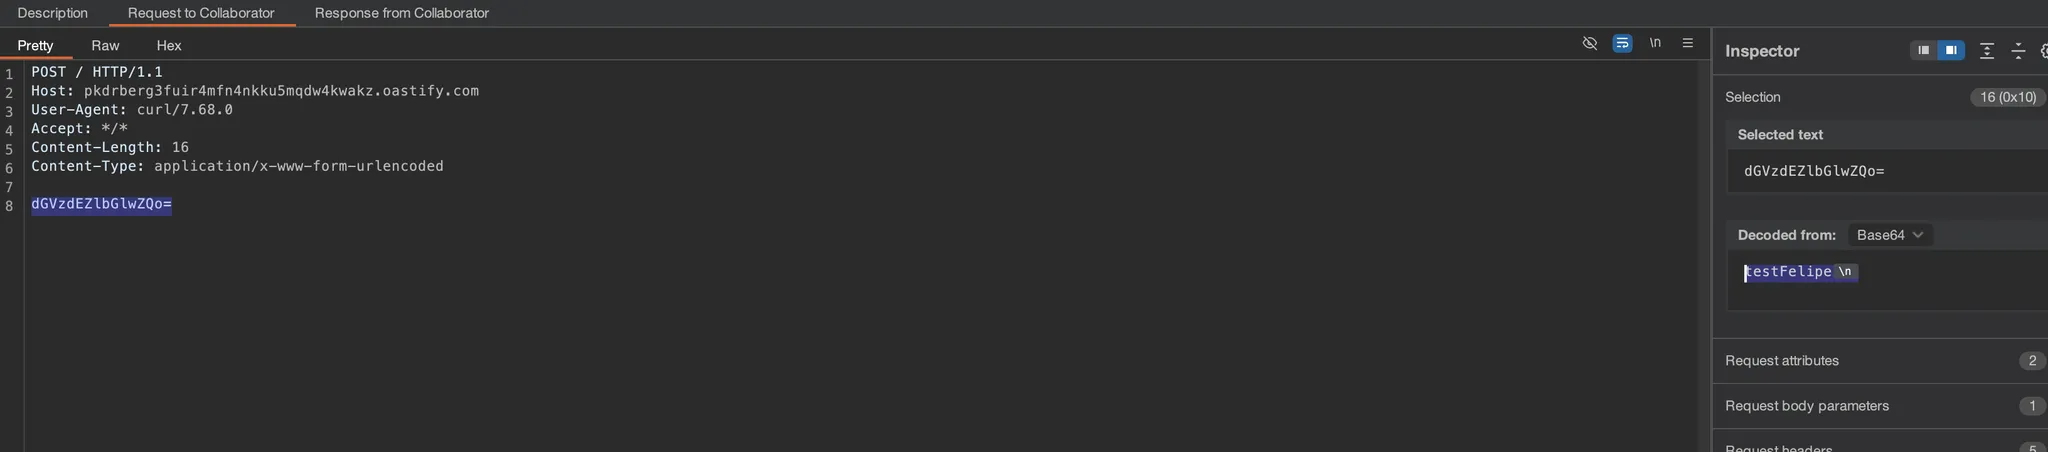 Description Request to Collaborator Response from Collaborator
Pretty Raw Hex \n
1 POST / HTTP/1.1
2 Host: pkdrberg3fuir4mfn4nkku5mqdw4kwakz.oastify.com
3 User-Agent: curl/7.68.0
4 Accept: */*
5 Content-Length: 16
6 Content-Type: application/x-www-form-urlencoded
7
8 dGVzdEZlbGlwZQo=
Inspector
Selection 16 (0x10)
Selected text
dGVzdEZlbGlwZQo=
Decoded from: Base64
testFelipe \n
Request attributes 2
Request body parameters 1
Request headers 5